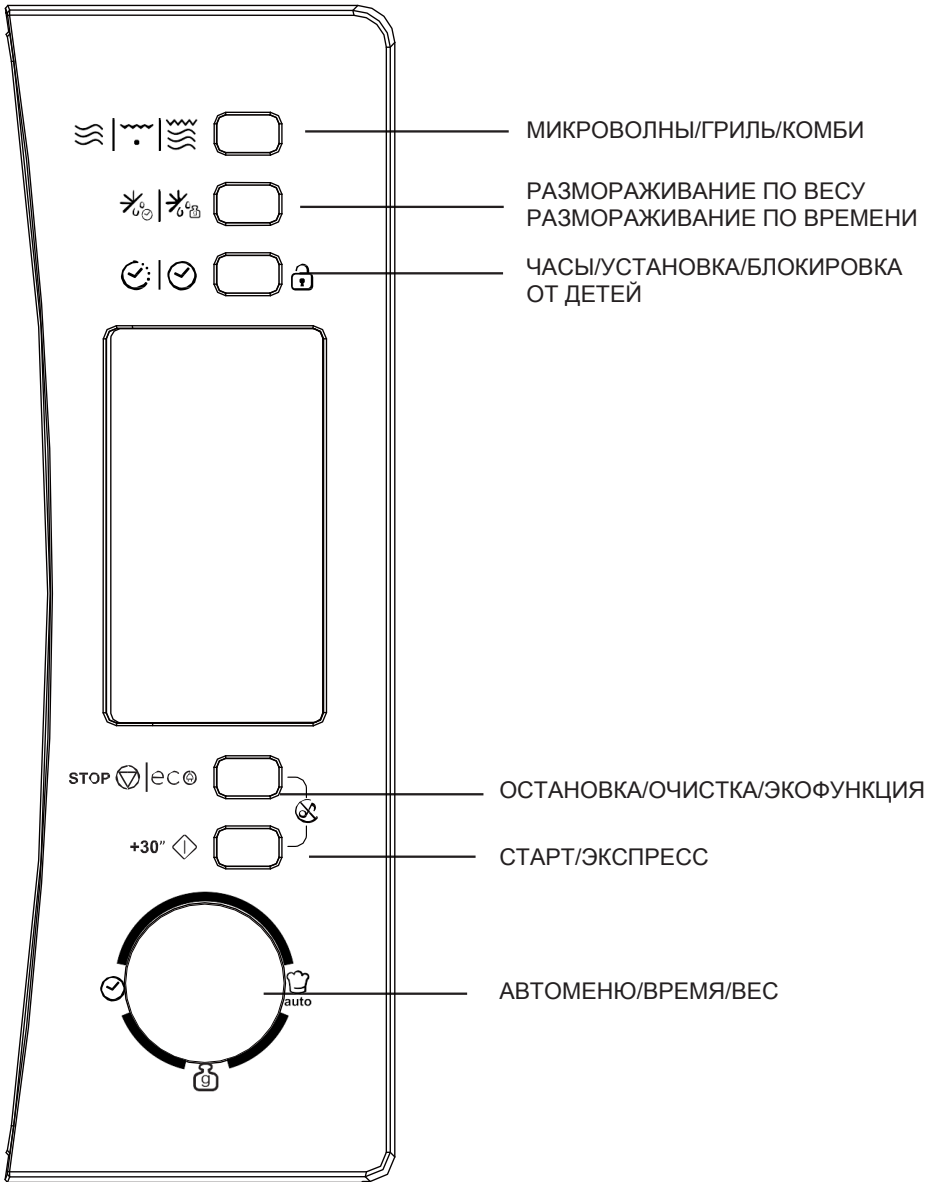 МИКРОВОЛНЫ/ГРИЛЬ/КОМБИ
РАЗМОРАЖИВАНИЕ ПО ВЕСУ
РАЗМОРАЖИВАНИЕ ПО ВРЕМЕНИ
ЧАСЫ/УСТАНОВКА/БЛОКИРОВКА
ОТ ДЕТЕЙ
STOP eco
ОСТАНОВКА/ОЧИСТКА/ЭКОФУНКЦИЯ
+30"
СТАРТ/ЭКСПРЕСС
auto
АВТОМЕНЮ/ВРЕМЯ/ВЕС
g